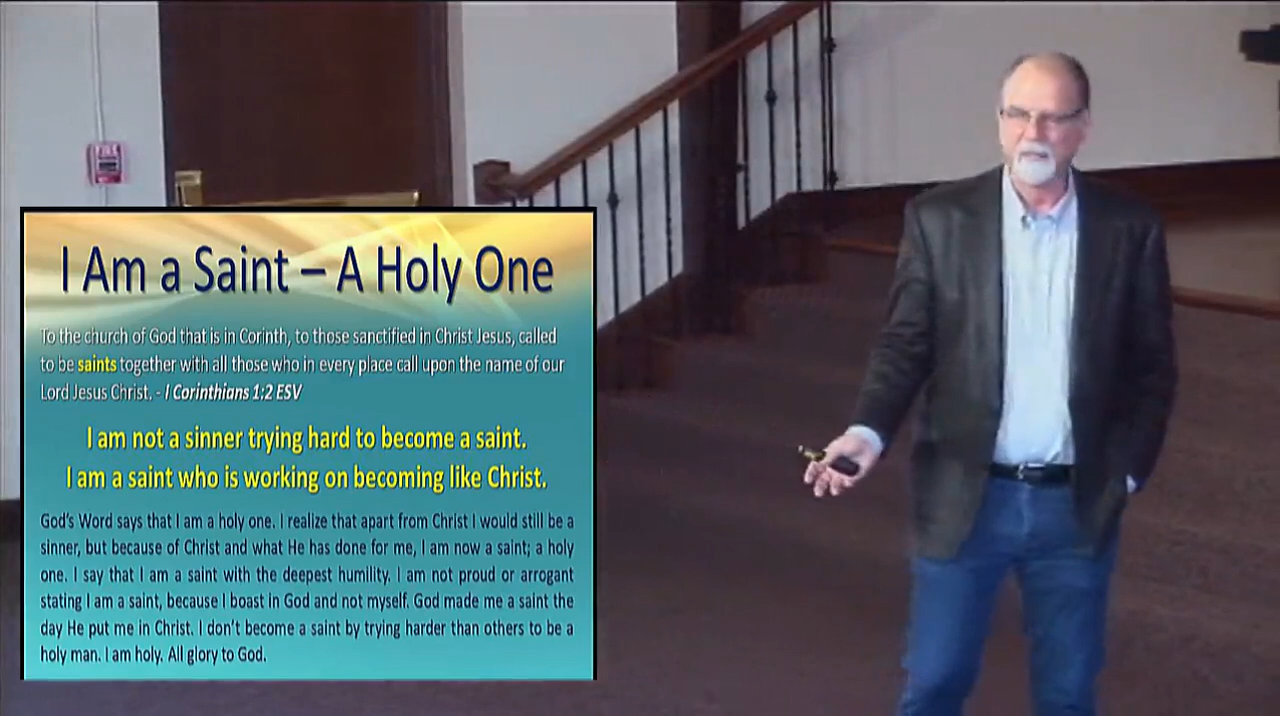 FIRE
I Am a Saint – A Holy One
To the church of God that is in Corinth, to those sanctified in Christ Jesus, called
to be saints together with all those who in every place call upon the name of our
Lord Jesus Christ. - I Corinthians 1:2 ESV
I am not a sinner trying hard to become a saint.
I am a saint who is working on becoming like Christ.
God's Word says that I am a holy one. I realize that apart from Christ I would still be a
sinner, but because of Christ and what He has done for me, I am now a saint; a holy
one. I say that I am a saint with the deepest humility. I am not proud or arrogant
stating I am a saint, because I boast in God and not myself. God made me a saint the
day He put me in Christ. I don't become a saint by trying harder than others to be a
holy man. I am holy. All glory to God.